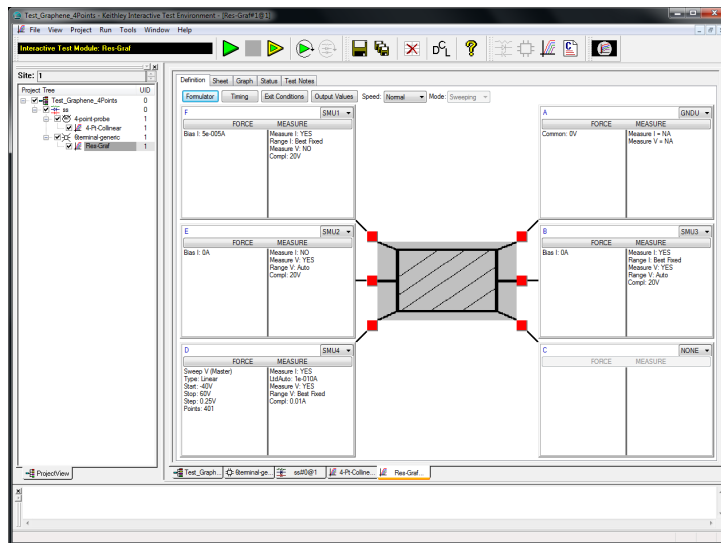 Test_Graphene_4Points - Keithley Interactive Test Environment - [Res-Graf#1@1]
File View Project Run Tools Window Help
Interactive Test Module: Res-Graf
Site: 1
Project Tree UID
Test_Graphene_4Points 0
ss 0
4-point-probe 1
4-Pt-Collinear 1
6terminal-generic 1
Res-Graf 1
ProjectView
Definition Sheet Graph Status Test Notes
Formulator Timing Exit Conditions Output Values Speed: Normal Mode: Sweeping
F SMU1
FORCE MEASURE
Bias I: 5e-005A
Measure I: YES
Range I: Best Fixed
Measure V: NO
Compl: 20V
A GNDU
FORCE MEASURE
Common: 0V
Measure I = NA
Measure V = NA
E SMU2
FORCE MEASURE
Bias I: 0A
Measure I: NO
Measure V: YES
Range V: Auto
Compl: 20V
B SMU3
FORCE MEASURE
Bias I: 0A
Measure I: YES
Range I: Best Fixed
Measure V: YES
Range V: Auto
Compl: 20V
D SMU4
FORCE MEASURE
Sweep V (Master)
Type: Linear
Start: -40V
Stop: 60V
Step: 0.25V
Points: 401
Measure I: YES
LtdAuto: 1e-010A
Measure V: YES
Range V: Best Fixed
Compl: 0.01A
C NONE
FORCE MEASURE
Test_Graph... 6terminal-ge... ss#0@1 4-Pt-Colline... Res-Graf...